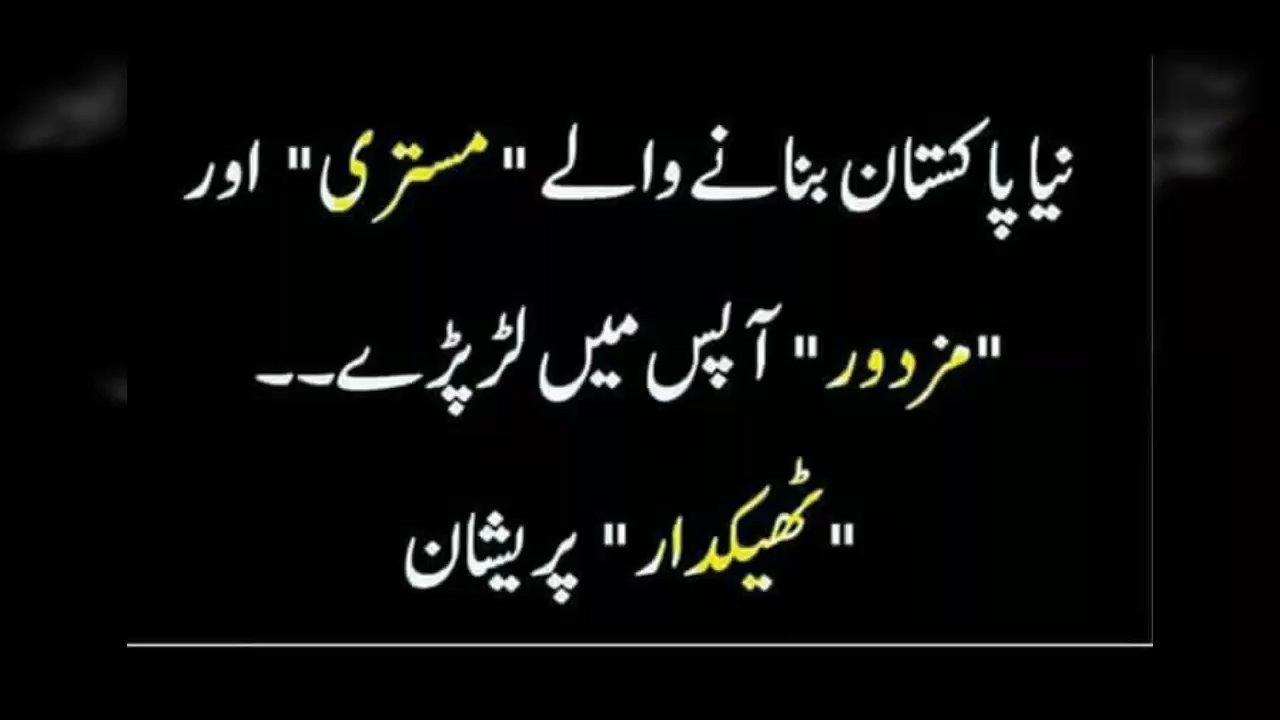 نیا پاکستان بنانے والے "مستری" اور
"مزدور" آپس میں لڑ پڑے۔۔
"ٹھیکدار" پریشان